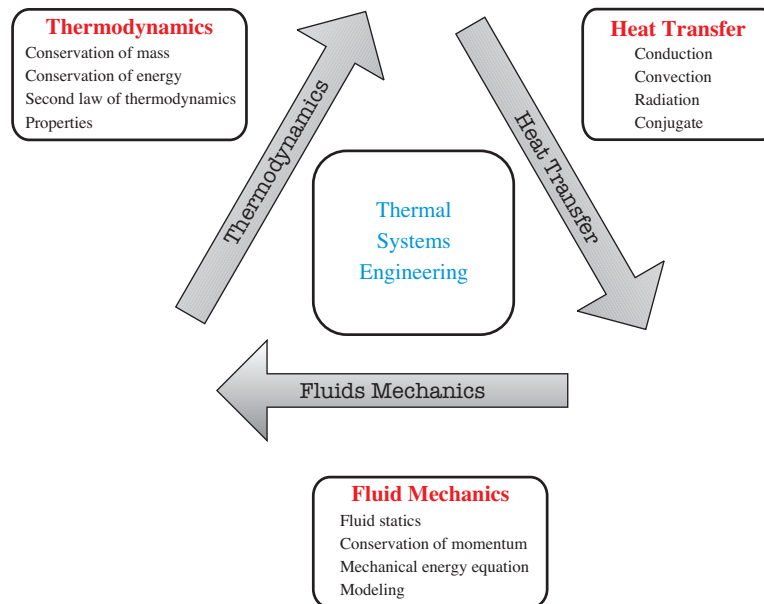 Thermodynamics
Conservation of mass
Conservation of energy
Second law of thermodynamics
Properties
Heat Transfer
Conduction
Convection
Radiation
Conjugate
Thermodynamics
Heat Transfer
Thermal
Systems
Engineering
Fluids Mechanics
Fluid Mechanics
Fluid statics
Conservation of momentum
Mechanical energy equation
Modeling